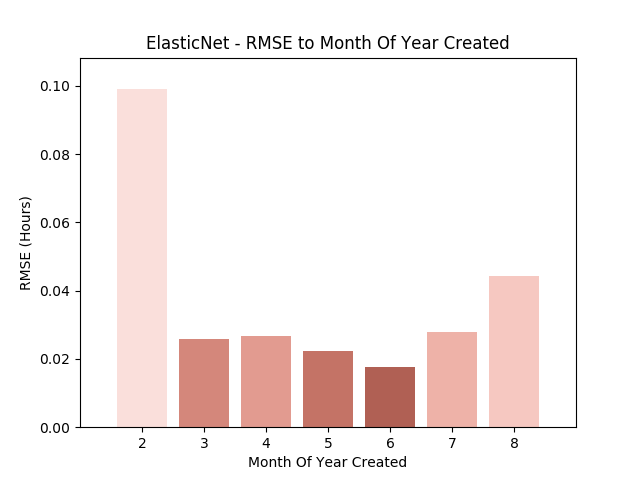 ElasticNet - RMSE to Month Of Year Created
RMSE (Hours)
0.10
0.08
0.06
0.04
0.02
0.00
2 3 4 5 6 7 8
Month Of Year Created